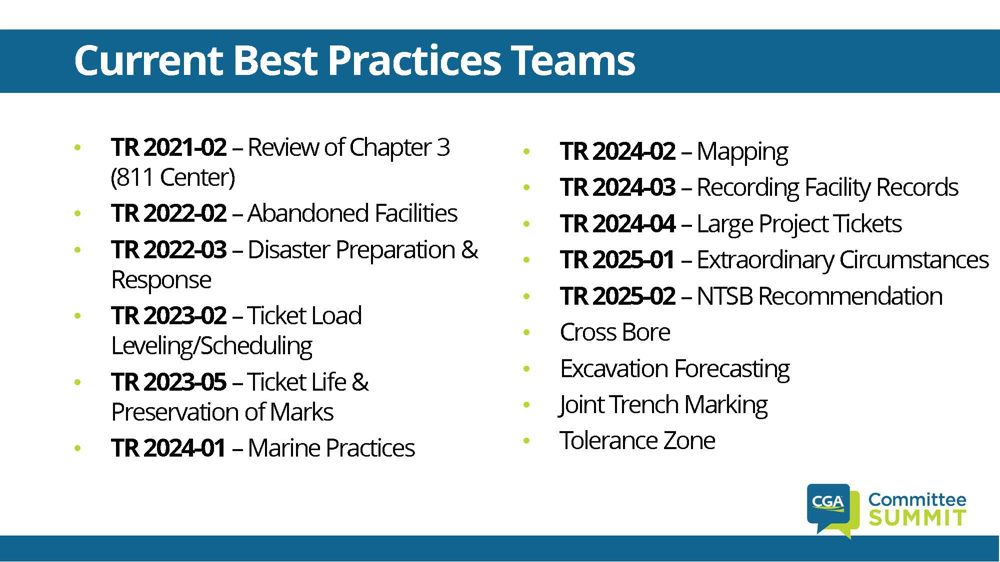 Current Best Practices Teams
• TR 2021-02 – Review of Chapter 3
(811 Center)
• TR 2022-02 – Abandoned Facilities
• TR 2022-03 – Disaster Preparation &
Response
• TR 2023-02 – Ticket Load
Leveling/Scheduling
• TR 2023-05 – Ticket Life &
Preservation of Marks
• TR 2024-01 – Marine Practices
• TR 2024-02 – Mapping
• TR 2024-03 – Recording Facility Records
• TR 2024-04 – Large Project Tickets
• TR 2025-01 – Extraordinary Circumstances
• TR 2025-02 – NTSB Recommendation
• Cross Bore
• Excavation Forecasting
• Joint Trench Marking
• Tolerance Zone
CGA
Committee
SUMMIT